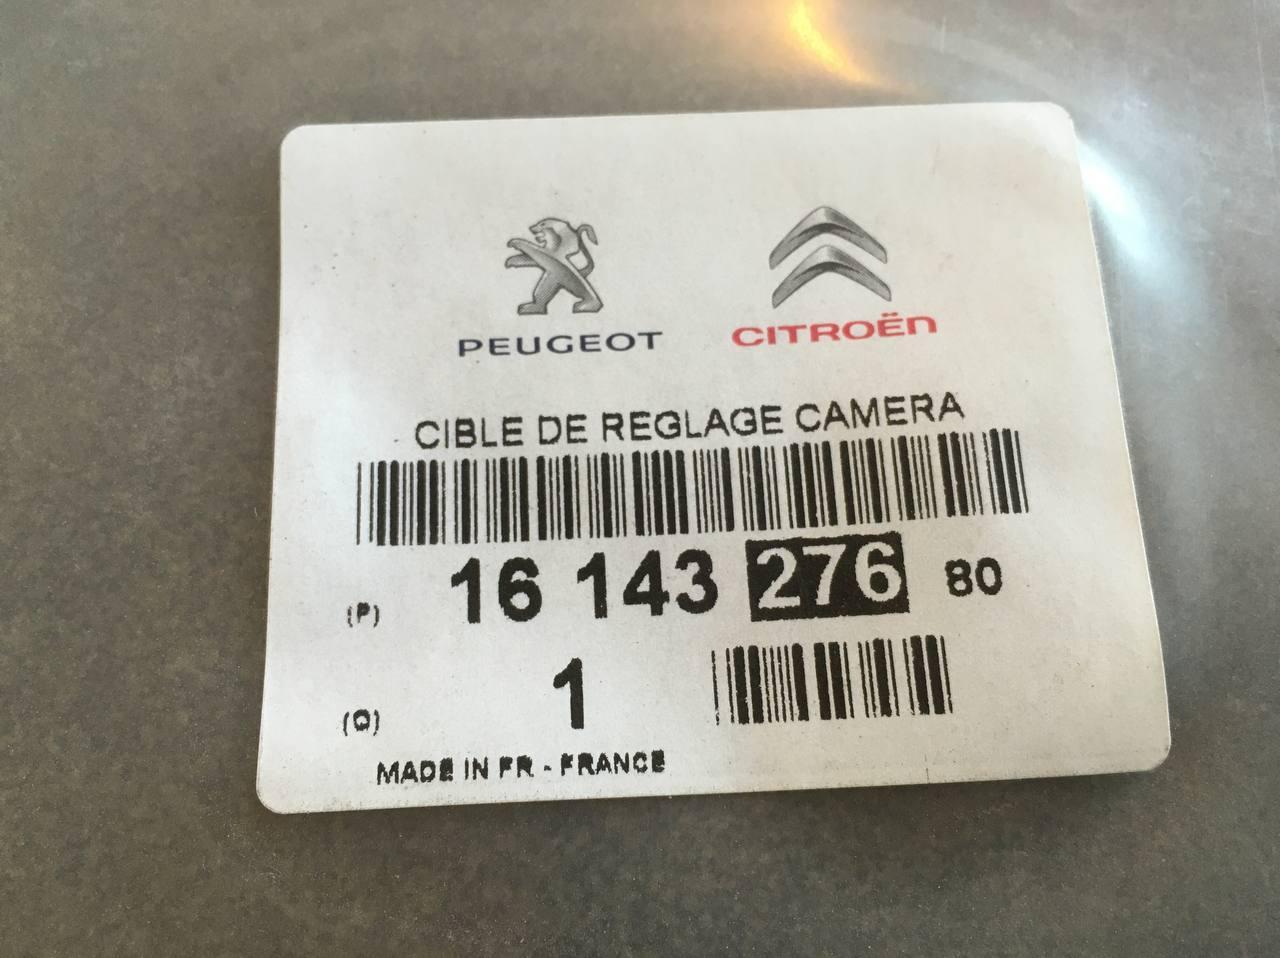 PEUGEOT CITROËN
CIBLE DE REGLAGE CAMERA
(P) 16 143 276 80
(Q) 1
MADE IN FR - FRANCE